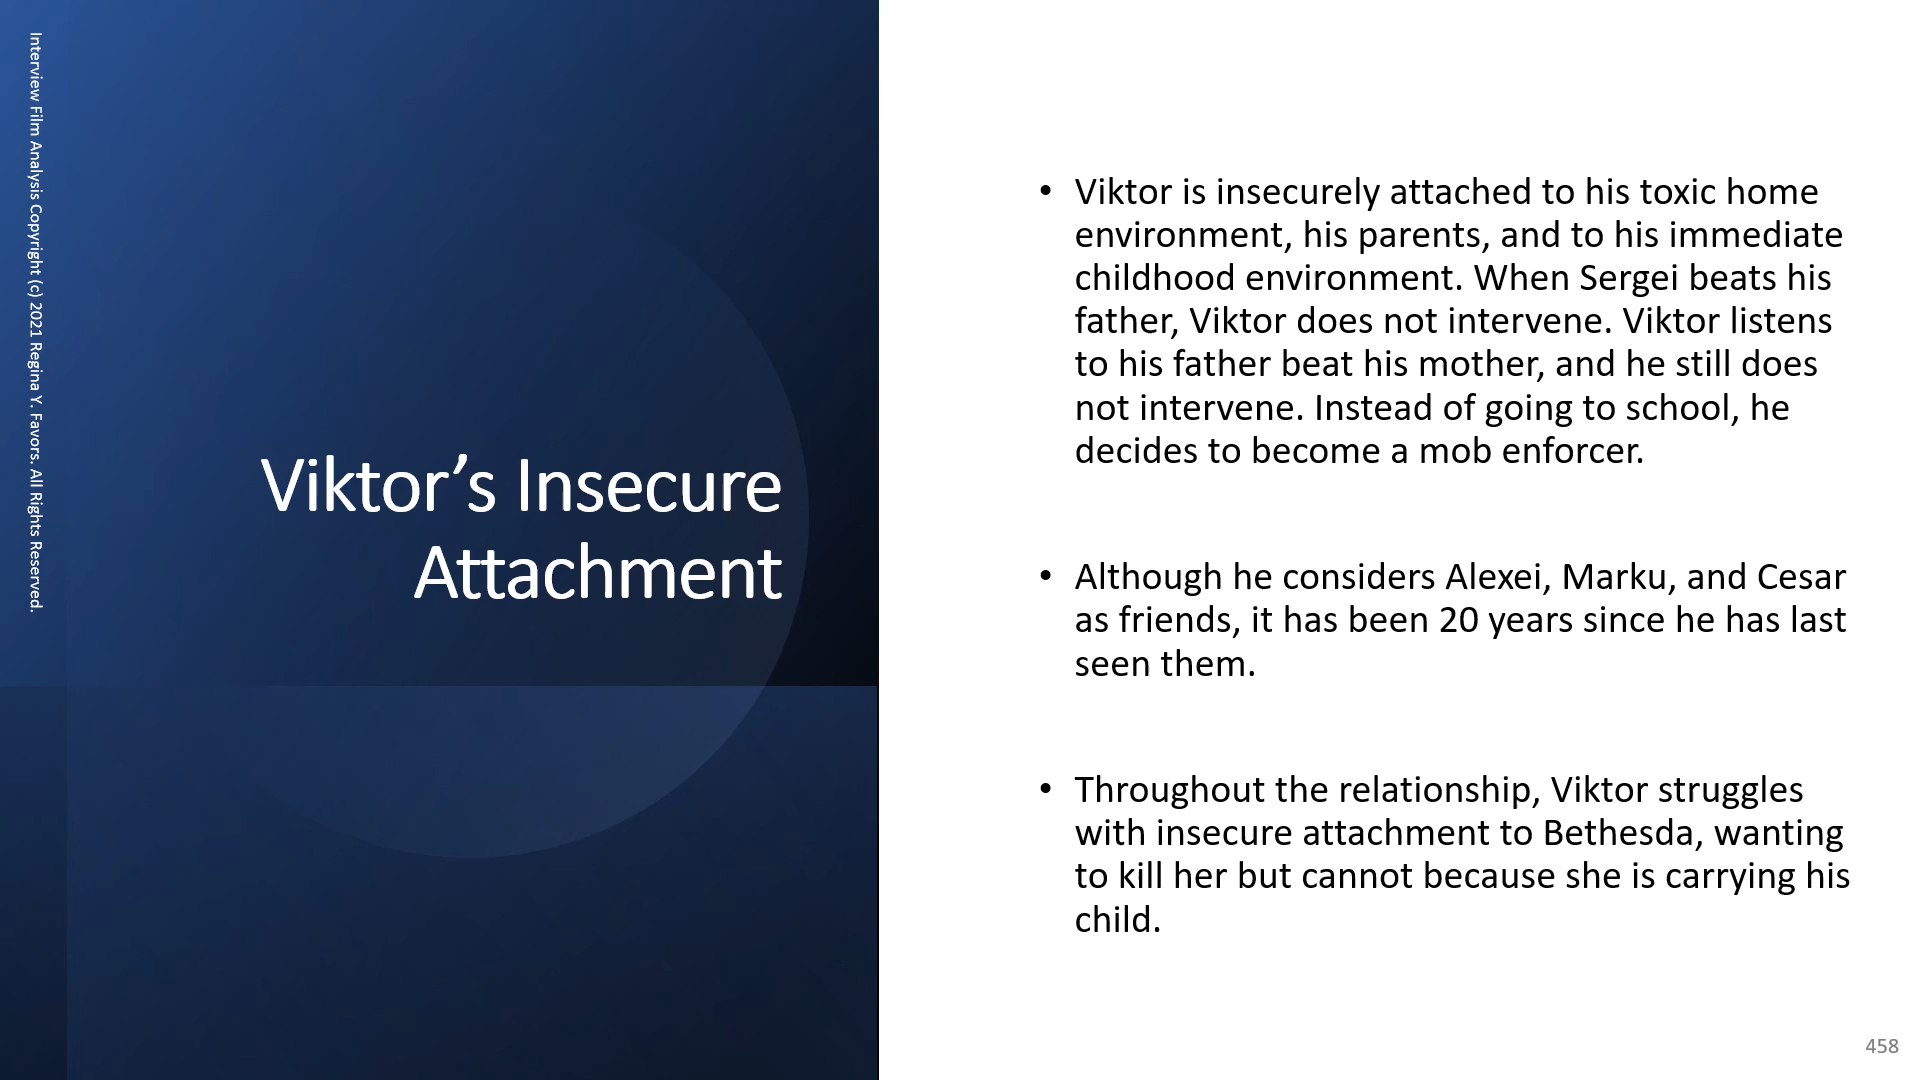 Interview Film Analysis Copyright (c) 2021 Regina Y. Favors. All Rights Reserved.
Viktor’s Insecure
Attachment
• Viktor is insecurely attached to his toxic home
environment, his parents, and to his immediate
childhood environment. When Sergei beats his
father, Viktor does not intervene. Viktor listens
to his father beat his mother, and he still does
not intervene. Instead of going to school, he
decides to become a mob enforcer.
• Although he considers Alexei, Marku, and Cesar
as friends, it has been 20 years since he has last
seen them.
• Throughout the relationship, Viktor struggles
with insecure attachment to Bethesda, wanting
to kill her but cannot because she is carrying his
child.
458